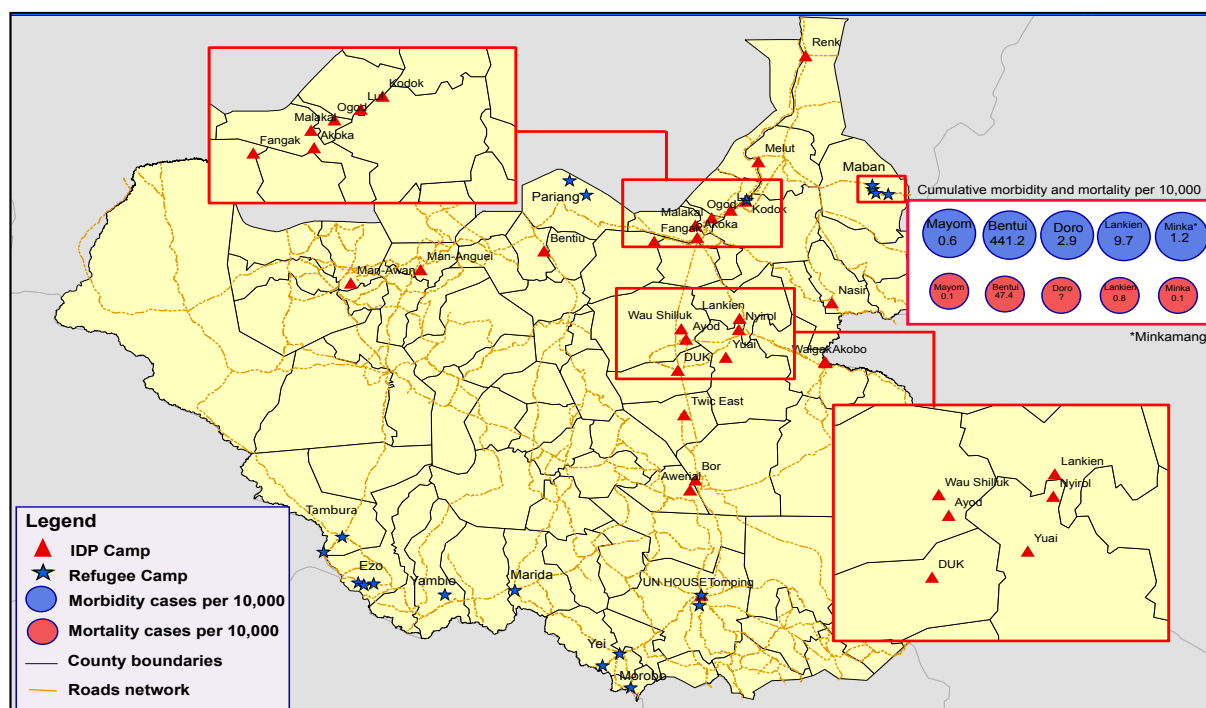 Renk
Kodok
Lul
Ogod
Malakal
Akoka
Fangak
Melut
Maban
Cumulative morbidity and mortality per 10,000
Mayom
0.6
Bentui
441.2
Doro
2.9
Lankien
9.7
Minka*
1.2
Mayom
0.1
Bentui
47.4
Doro
?
Lankien
0.8
Minka
0.1
*Minkamang
Pariang
Ogod
Kodok
Malakal
Akoka
Fangak
Bentiu
Man-Anguei
Man-Awan
Nasir
Lankien
Nyirol
Wau Shilluk
Ayod
Yuai
DUK
Walgak
Akobo
Twic East
Bor
Awerial
Lankien
Nyirol
Wau Shilluk
Ayod
Yuai
DUK
Tambura
Ezo
Yambio
Marida
UN HOUSE
Tomping
Yei
Morobo
Legend
IDP Camp
Refugee Camp
Morbidity cases per 10,000
Mortality cases per 10,000
County boundaries
Roads network